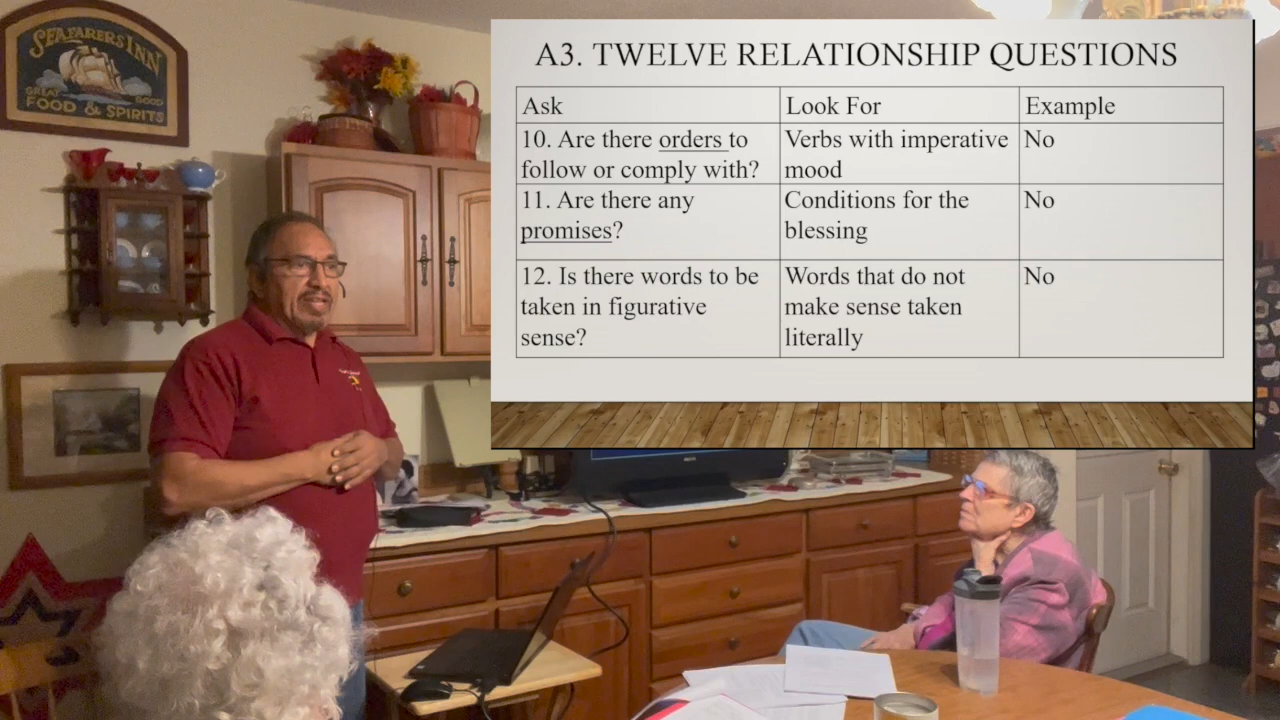 SEAFARERS INN
GREAT GOOD
FOOD & SPIRITS
A3. TWELVE RELATIONSHIP QUESTIONS
Ask Look For Example
10. Are there orders to Verbs with imperative No
follow or comply with? mood
11. Are there any Conditions for the No
promises? blessing
12. Is there words to be Words that do not No
taken in figurative make sense taken
sense? literally